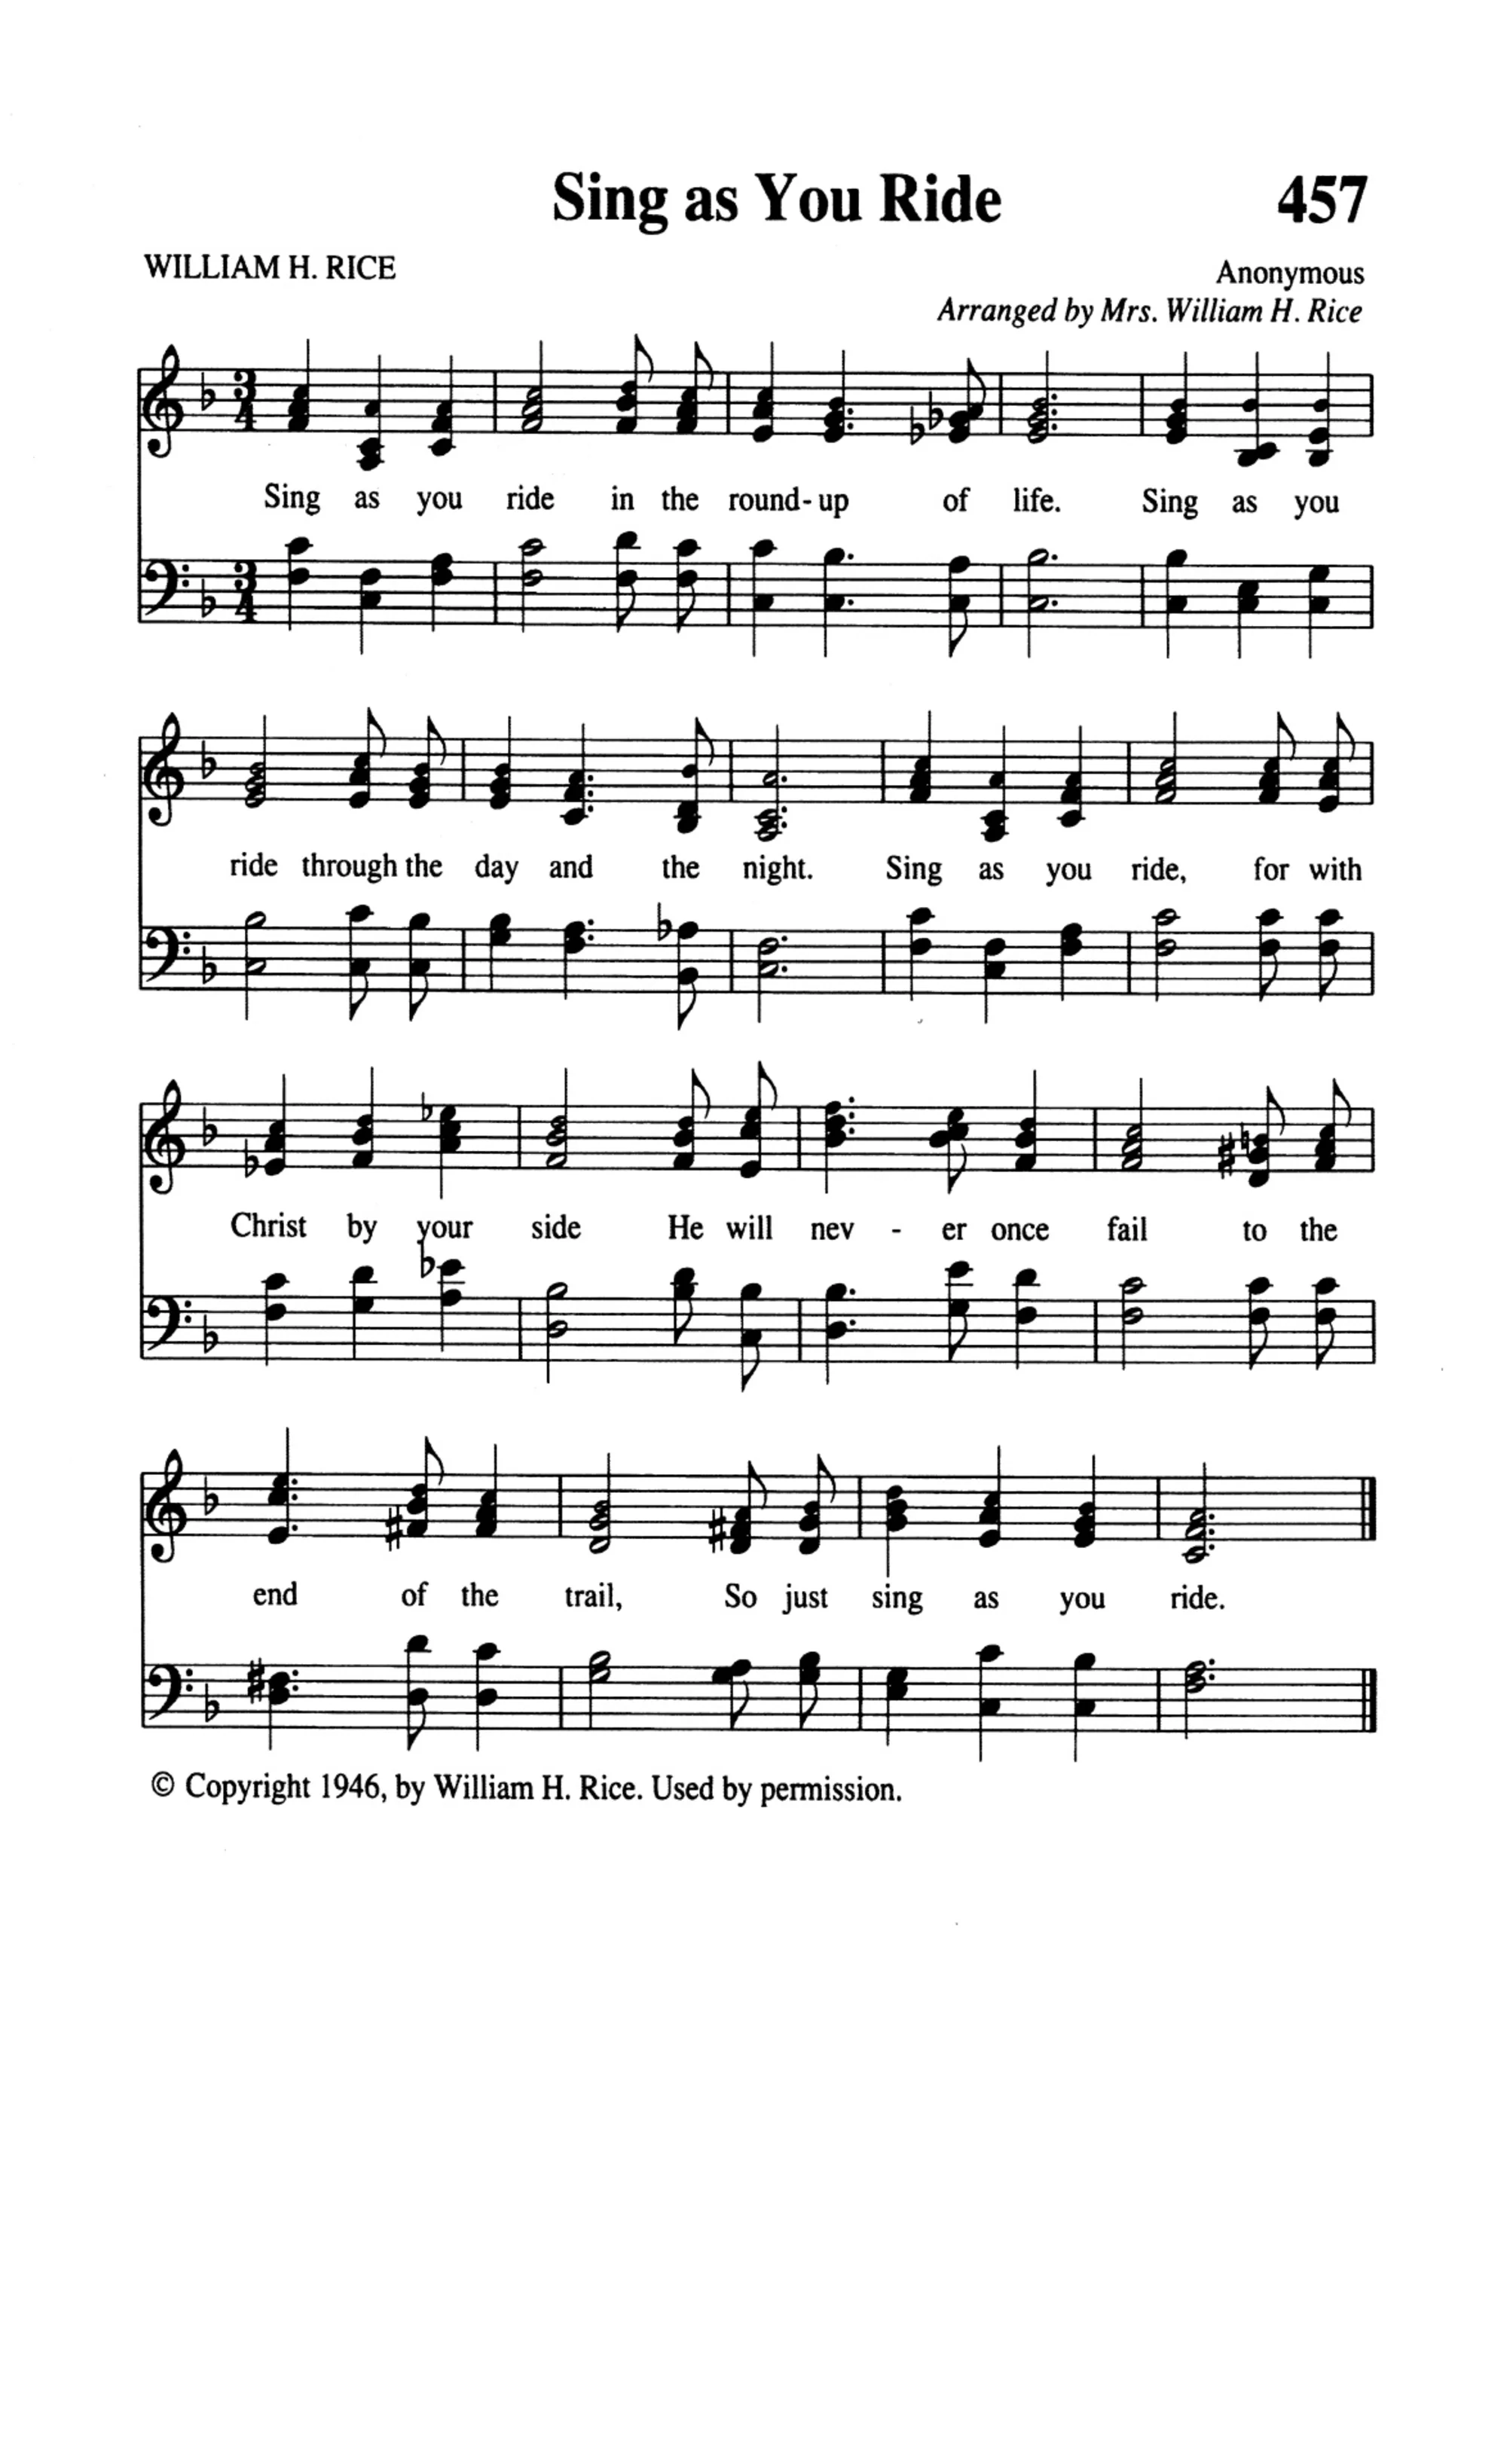 Sing as You Ride 457
WILLIAM H. RICE
Anonymous
Arranged by Mrs. William H. Rice
3 4
Sing as you ride in the round - up of life. Sing as you
3 4
ride through the day and the night. Sing as you ride, for with
Christ by your side He will nev - er once fail to the
end of the trail, So just sing as you ride.
© Copyright 1946, by William H. Rice. Used by permission.